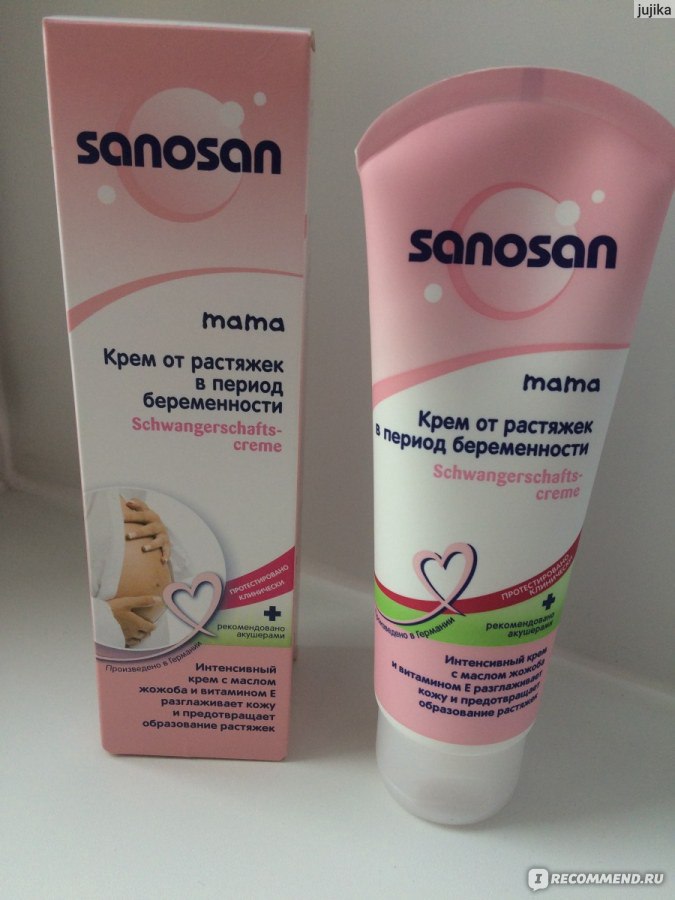 jujika
sanosan
mama
Крем от растяжек
в период
беременности
Schwangerschafts-
creme
ПРОТЕСТИРОВАНО
КЛИНИЧЕСКИ
рекомендовано
акушерами
Произведено в Германии
Интенсивный
крем с маслом
жожоба и витамином Е
разглаживает кожу
и предотвращает
образование растяжек
sanosan
mama
Крем от растяжек
в период беременности
Schwangerschafts-
creme
ПРОТЕСТИРОВАНО
КЛИНИЧЕСКИ
рекомендовано
акушерами
Произведено в Германии
Интенсивный крем
с маслом жожоба
и витамином Е разглаживает
кожу и предотвращает
образование растяжек
I RECOMMEND.RU